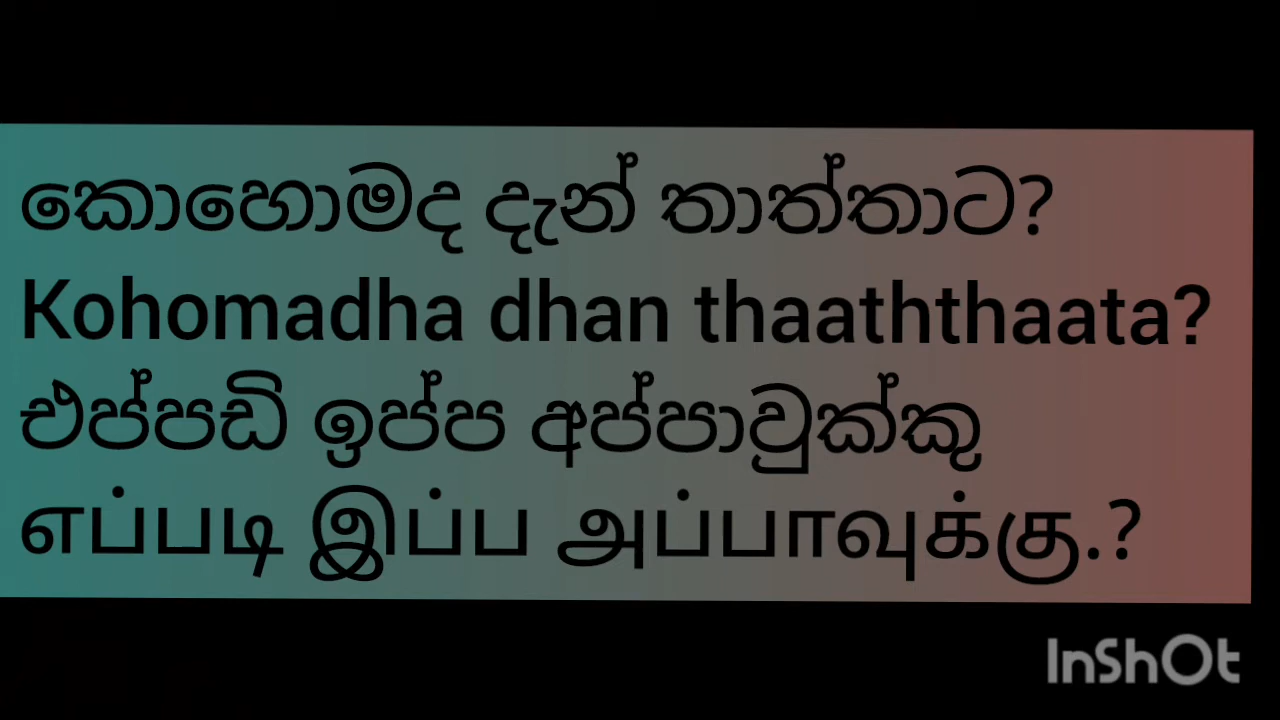 කොහොමද දැන් තාත්තාට?
Kohomadha dhan thaaththaata?
එප්පඩි ඉප්ප අප්පාවුක්කු
எப்படி இப்ப அப்பாவுக்கு.?
InShOt